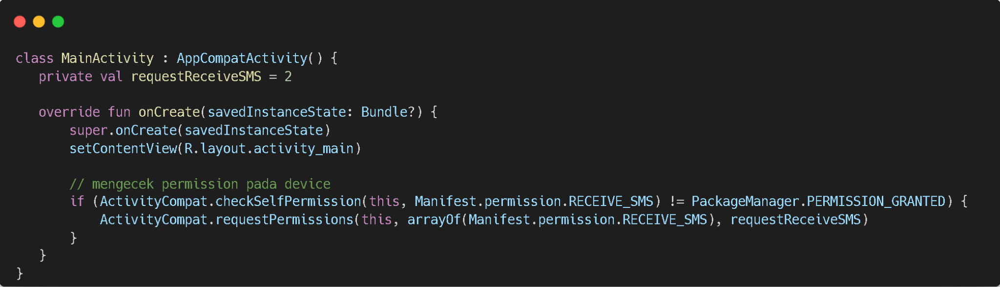 class MainActivity : AppCompatActivity() {
   private val requestReceiveSMS = 2

   override fun onCreate(savedInstanceState: Bundle?) {
       super.onCreate(savedInstanceState)
       setContentView(R.layout.activity_main)

       // mengecek permission pada device
       if (ActivityCompat.checkSelfPermission(this, Manifest.permission.RECEIVE_SMS) != PackageManager.PERMISSION_GRANTED) {
           ActivityCompat.requestPermissions(this, arrayOf(Manifest.permission.RECEIVE_SMS), requestReceiveSMS)
       }
   }
}